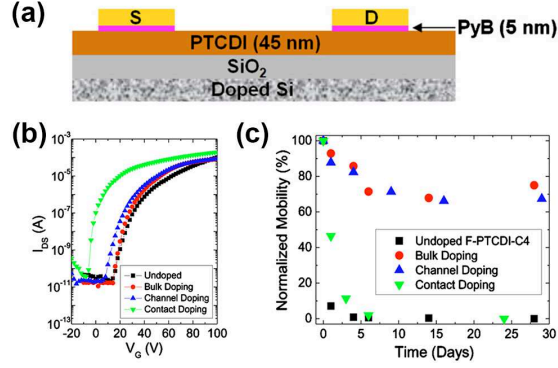 (a)
S
D
PyB (5 nm)
PTCDI (45 nm)
SiO2
Doped Si
(b)
10-3
10-5
10-7
10-9
10-11
10-13
IDS (A)
Undoped
Bulk Doping
Channel Doping
Contact Doping
-20 0 20 40 60 80 100
VG (V)
(c)
100
80
60
40
20
0
Normalized Mobility (%)
Undoped F-PTCDI-C4
Bulk Doping
Channel Doping
Contact Doping
0 5 10 15 20 25 30
Time (Days)